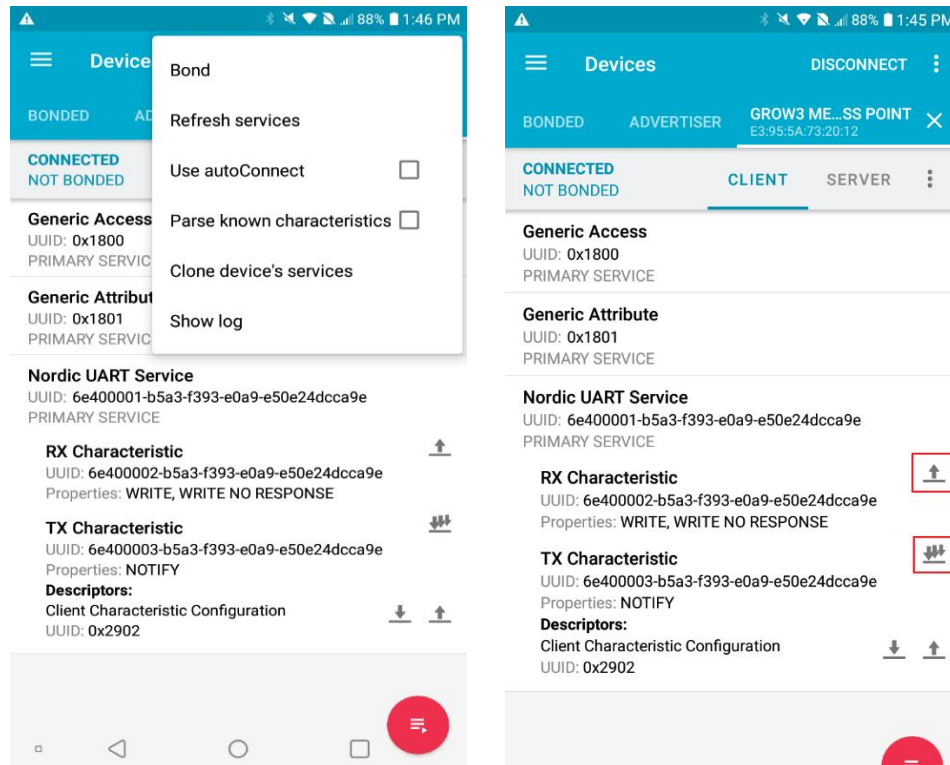 88% 1:46 PM
Device
BONDED AD
CONNECTED
NOT BONDED
Bond
Refresh services
Use autoConnect
Parse known characteristics
Clone device's services
Show log
Generic Access
UUID: 0x1800
PRIMARY SERVIC
Generic Attribut
UUID: 0x1801
PRIMARY SERVIC
Nordic UART Service
UUID: 6e400001-b5a3-f393-e0a9-e50e24dcca9e
PRIMARY SERVICE
RX Characteristic
UUID: 6e400002-b5a3-f393-e0a9-e50e24dcca9e
Properties: WRITE, WRITE NO RESPONSE
TX Characteristic
UUID: 6e400003-b5a3-f393-e0a9-e50e24dcca9e
Properties: NOTIFY
Descriptors:
Client Characteristic Configuration
UUID: 0x2902
88% 1:45 PM
Devices DISCONNECT
BONDED ADVERTISER GROW3 ME...SS POINT
E3:95:5A:73:20:12
CONNECTED
NOT BONDED
CLIENT SERVER
Generic Access
UUID: 0x1800
PRIMARY SERVICE
Generic Attribute
UUID: 0x1801
PRIMARY SERVICE
Nordic UART Service
UUID: 6e400001-b5a3-f393-e0a9-e50e24dcca9e
PRIMARY SERVICE
RX Characteristic
UUID: 6e400002-b5a3-f393-e0a9-e50e24dcca9e
Properties: WRITE, WRITE NO RESPONSE
TX Characteristic
UUID: 6e400003-b5a3-f393-e0a9-e50e24dcca9e
Properties: NOTIFY
Descriptors:
Client Characteristic Configuration
UUID: 0x2902